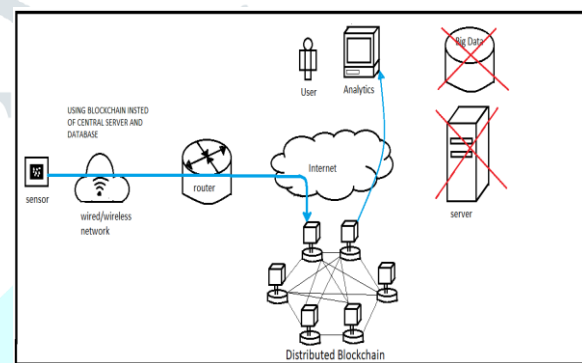 Big Data
User
Analytics
USING BLOCKCHAIN INSTED
OF CENTRAL SERVER AND
DATABASE
Internet
sensor
router
server
wired/wireless
network
Distributed Blockchain